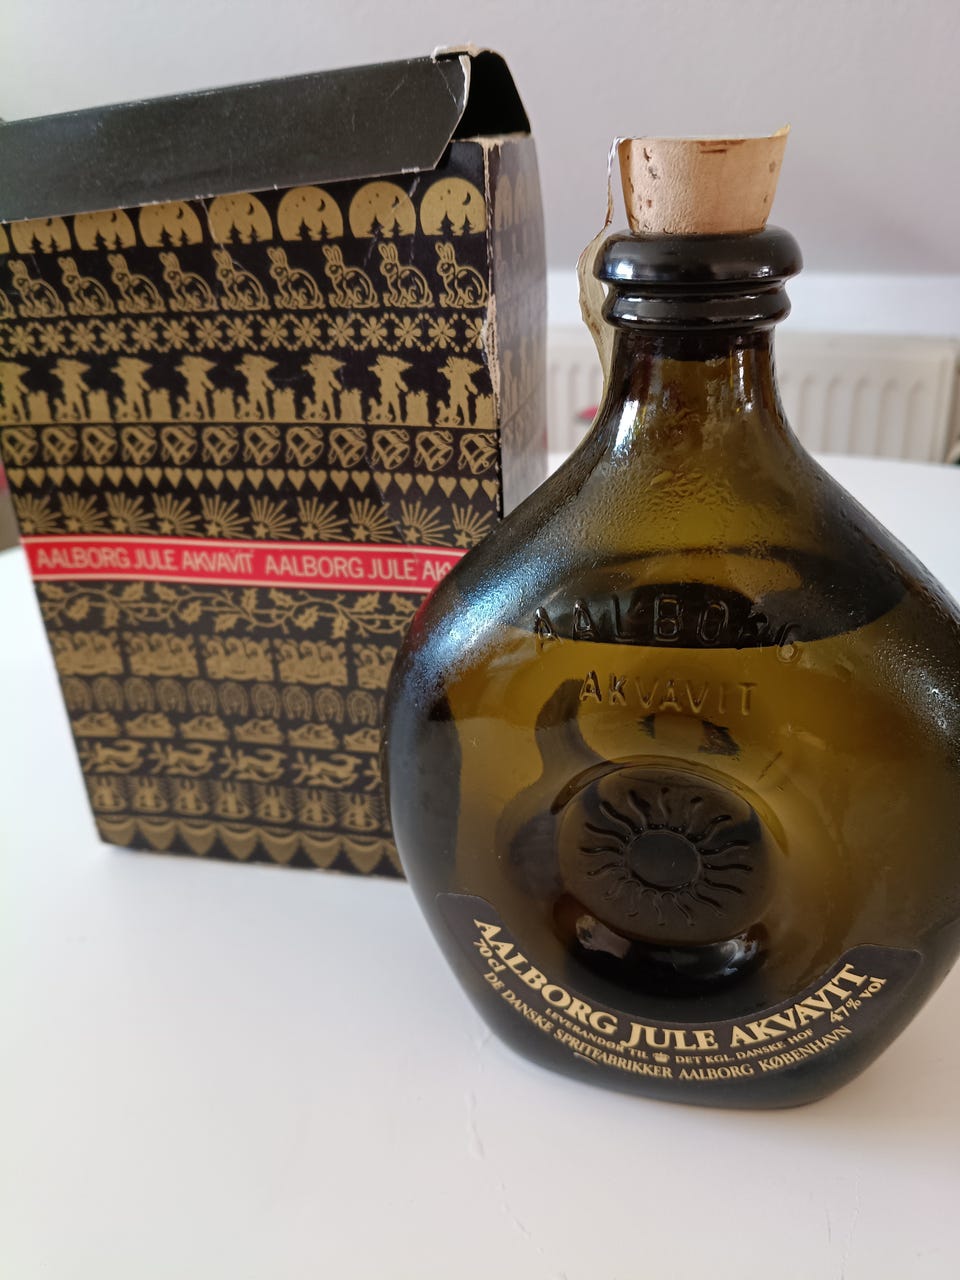 AALBORG JULE AKVAVIT AALBORG JULE AK
AALBORG
AKVAVIT
AALBORG JULE AKVAVIT
70 cl
LEVERANDØR TIL DET KGL. DANSKE HOF
47% vol
DE DANSKE SPRITFABRIKKER AALBORG KØBENHAVN